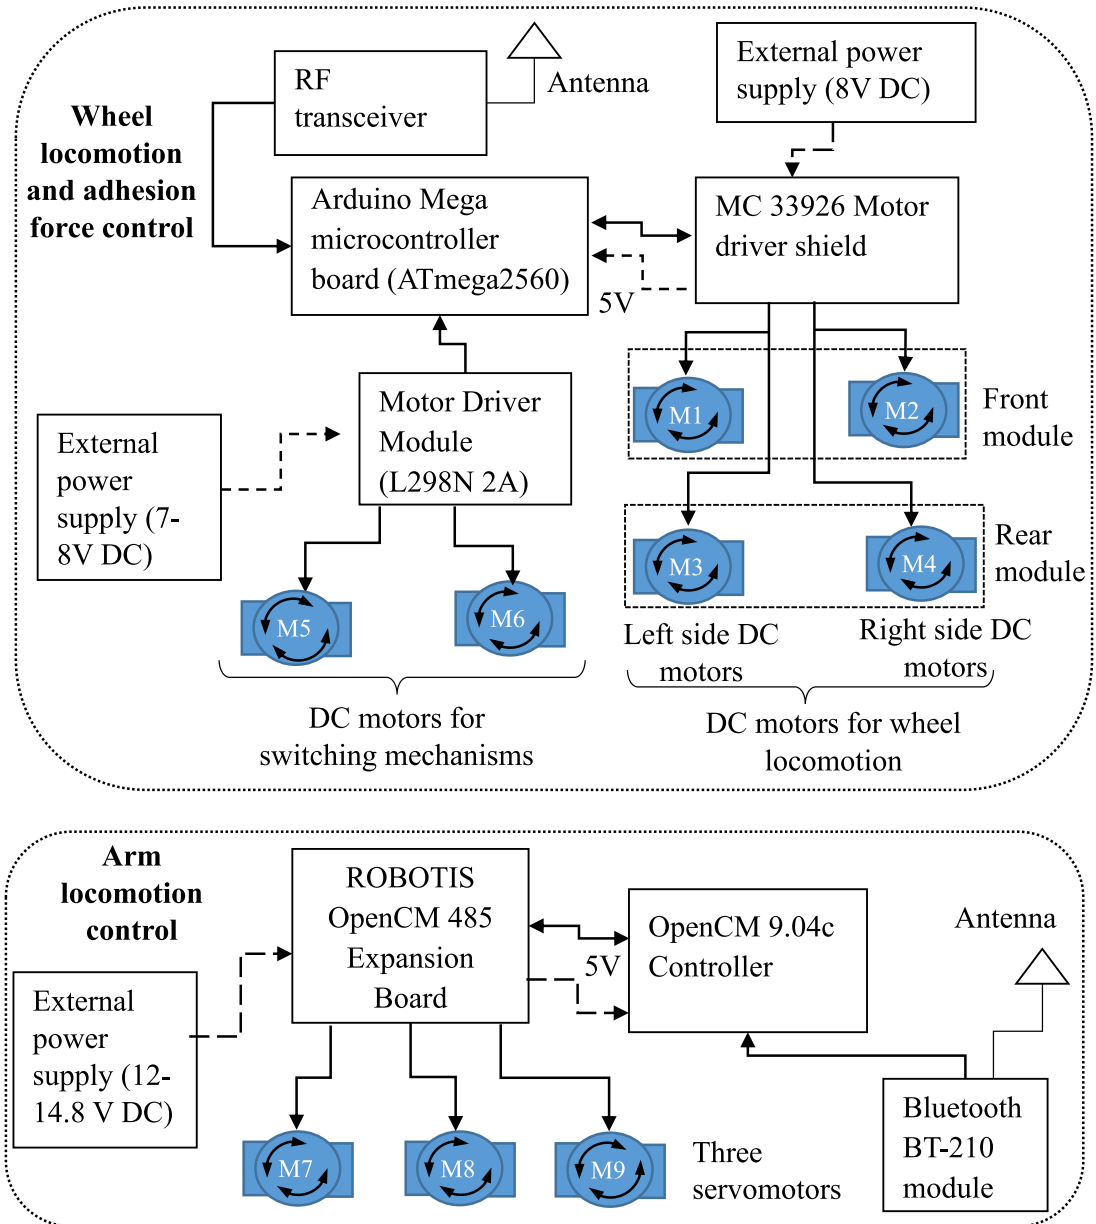 RF
transceiver
Antenna
External power
supply (8V DC)
Wheel
locomotion
and adhesion
force control
Arduino Mega
microcontroller
board (ATmega2560)
MC 33926 Motor
driver shield
5V
Motor Driver
Module
(L298N 2A)
External
power
supply (7-
8V DC)
M1
M2
Front
module
M3
M4
Rear
module
M5
M6
Left side DC
motors
Right side DC
motors
DC motors for
switching mechanisms
DC motors for wheel
locomotion
Arm
locomotion
control
ROBOTIS
OpenCM 485
Expansion
Board
5V
OpenCM 9.04c
Controller
Antenna
External
power
supply (12-
14.8 V DC)
Bluetooth
BT-210
module
M7
M8
M9
Three
servomotors